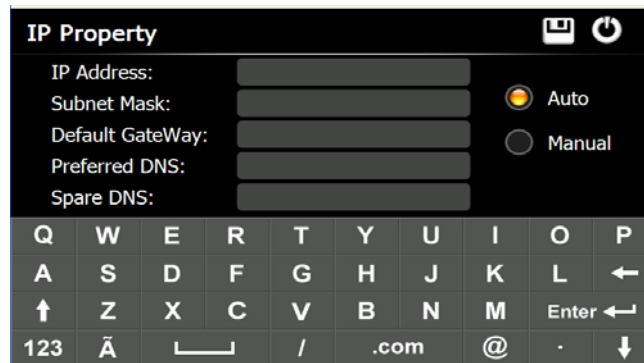 IP Property
IP Address:
Subnet Mask:
Default GateWay:
Preferred DNS:
Spare DNS:
Auto
Manual
Q W E R T Y U I O P
A S D F G H J K L
Z X C V B N M Enter
123 Ã / .com @ .